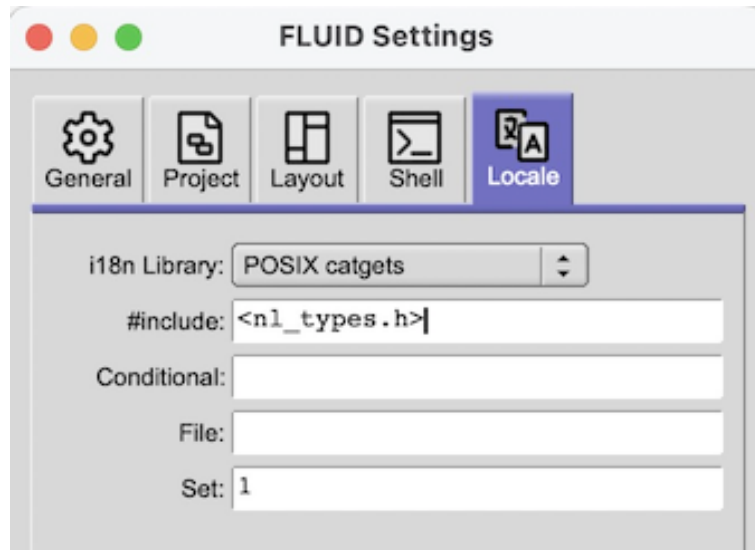 FLUID Settings
General Project Layout Shell Locale
i18n Library: POSIX catgets
#include: <nl_types.h>
Conditional:
File:
Set: 1